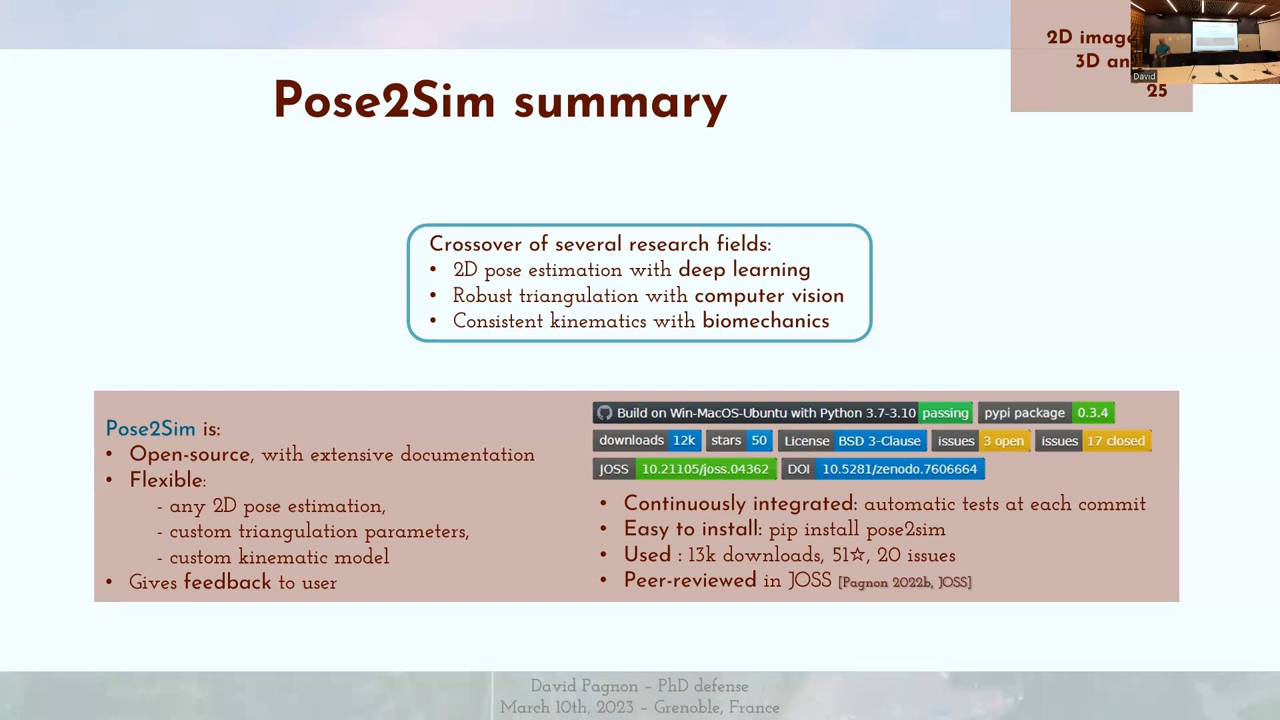 2D image
3D an
25
David
Pose2Sim summary
Crossover of several research fields:
• 2D pose estimation with deep learning
• Robust triangulation with computer vision
• Consistent kinematics with biomechanics
Pose2Sim is:
• Open-source, with extensive documentation
• Flexible:
- any 2D pose estimation,
- custom triangulation parameters,
- custom kinematic model
• Gives feedback to user
Build on Win-MacOS-Ubuntu with Python 3.7-3.10 passing pypi package 0.3.4
downloads 12k stars 50 License BSD 3-Clause issues 3 open issues 17 closed
JOSS 10.21105/joss.04362 DOI 10.5281/zenodo.7606664
• Continuously integrated: automatic tests at each commit
• Easy to install: pip install pose2sim
• Used : 13k downloads, 51☆, 20 issues
• Peer-reviewed in JOSS [Pagnon 2022b, JOSS]
David Pagnon – PhD defense
March 10th, 2023 – Grenoble, France